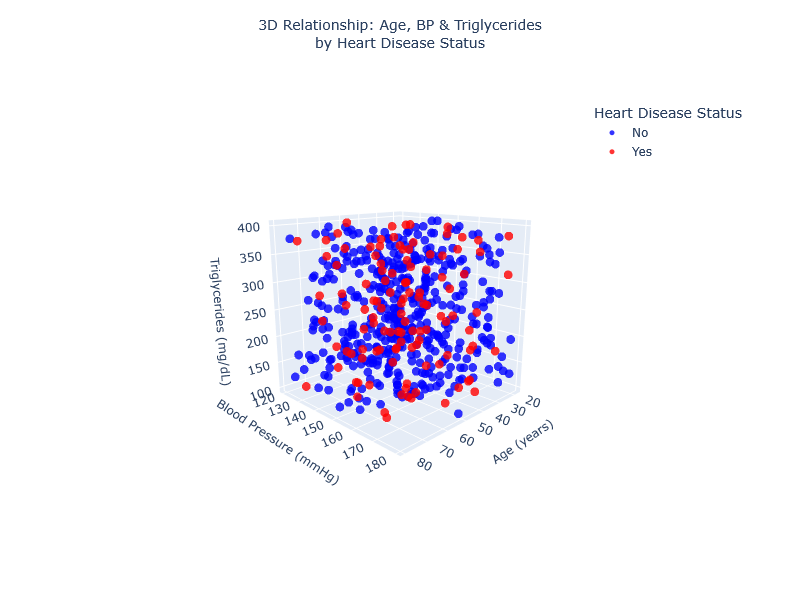 3D Relationship: Age, BP & Triglycerides
by Heart Disease Status
Heart Disease Status
No
Yes
400
350
300
250
200
150
100
Triglycerides (mg/dL)
120
130
140
150
160
170
180
Blood Pressure (mmHg)
20
30
40
50
60
70
80
Age (years)